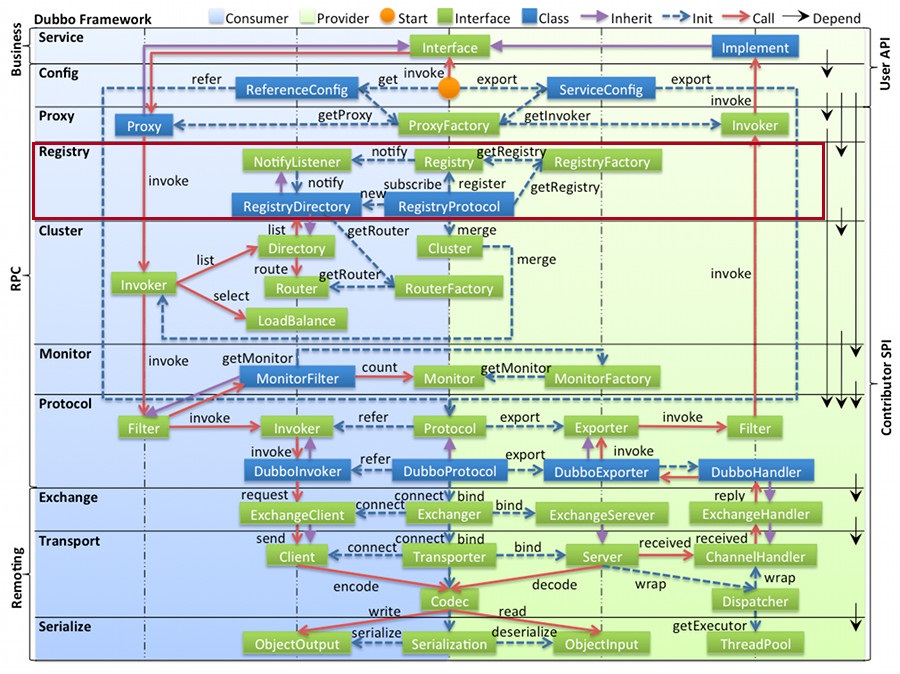 Dubbo Framework
Consumer
Provider
Start
Interface
Class
Inherit
Init
Call
Depend
Business
RPC
Remoting
User API
Contributor SPI
Service
Interface
Implement
Config
refer
ReferenceConfig
get
invoke
export
ServiceConfig
export
invoke
Proxy
Proxy
getProxy
ProxyFactory
getInvoker
Invoker
Registry
invoke
NotifyListener
notify
Registry
getRegistry
RegistryFactory
notify
new
subscribe
register
getRegistry
RegistryDirectory
RegistryProtocol
Cluster
list
getRouter
merge
Directory
Cluster
list
merge
route
getRouter
invoke
Invoker
Router
RouterFactory
select
LoadBalance
Monitor
invoke
getMonitor
count
getMonitor
MonitorFilter
Monitor
MonitorFactory
Protocol
invoke
refer
export
invoke
Filter
Invoker
Protocol
Exporter
Filter
invoke
refer
export
invoke
DubboInvoker
DubboProtocol
DubboExporter
DubboHandler
Exchange
request
connect
bind
reply
connect
bind
ExchangeClient
Exchanger
ExchangeSerever
ExchangeHandler
Transport
send
connect
bind
received
received
connect
bind
Client
Transporter
Server
ChannelHandler
encode
decode
wrap
wrap
Codec
Dispatcher
write
read
Serialize
getExecutor
serialize
deserialize
ObjectOutput
Serialization
ObjectInput
ThreadPool